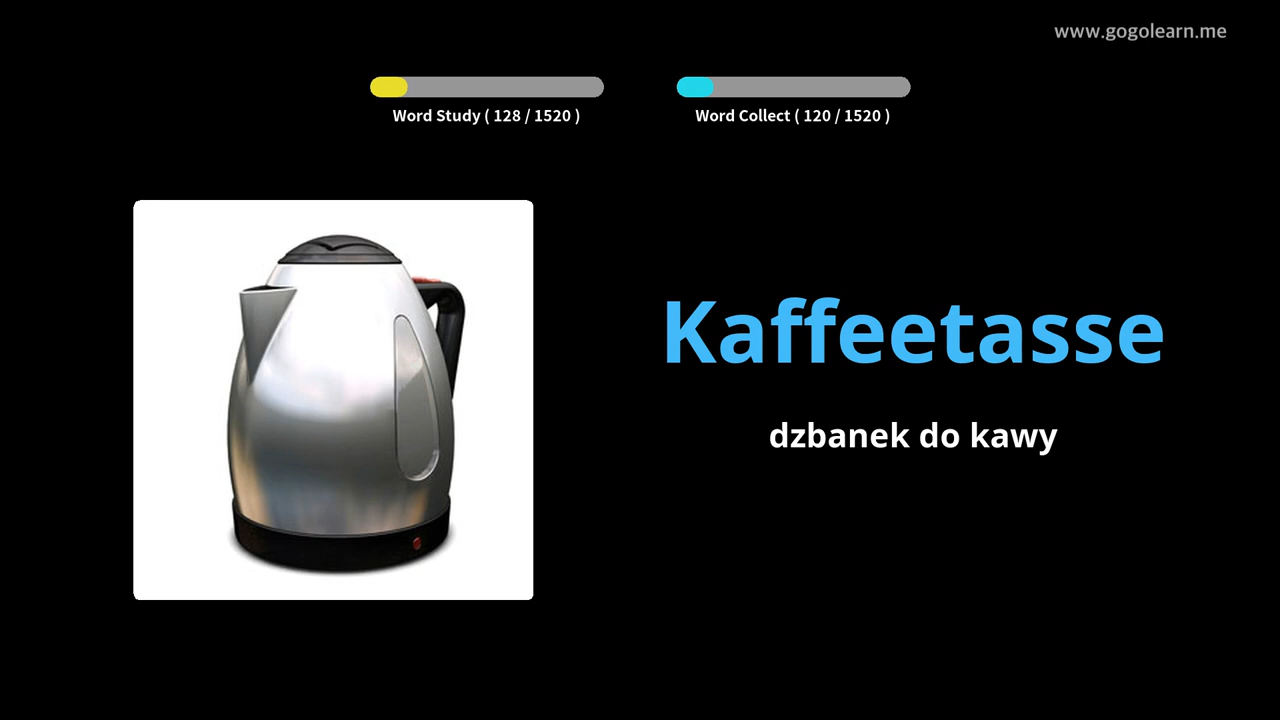 www.gogolearn.me
Word Study ( 128 / 1520 )
Word Collect ( 120 / 1520 )
Kaffeetasse
dzbanek do kawy